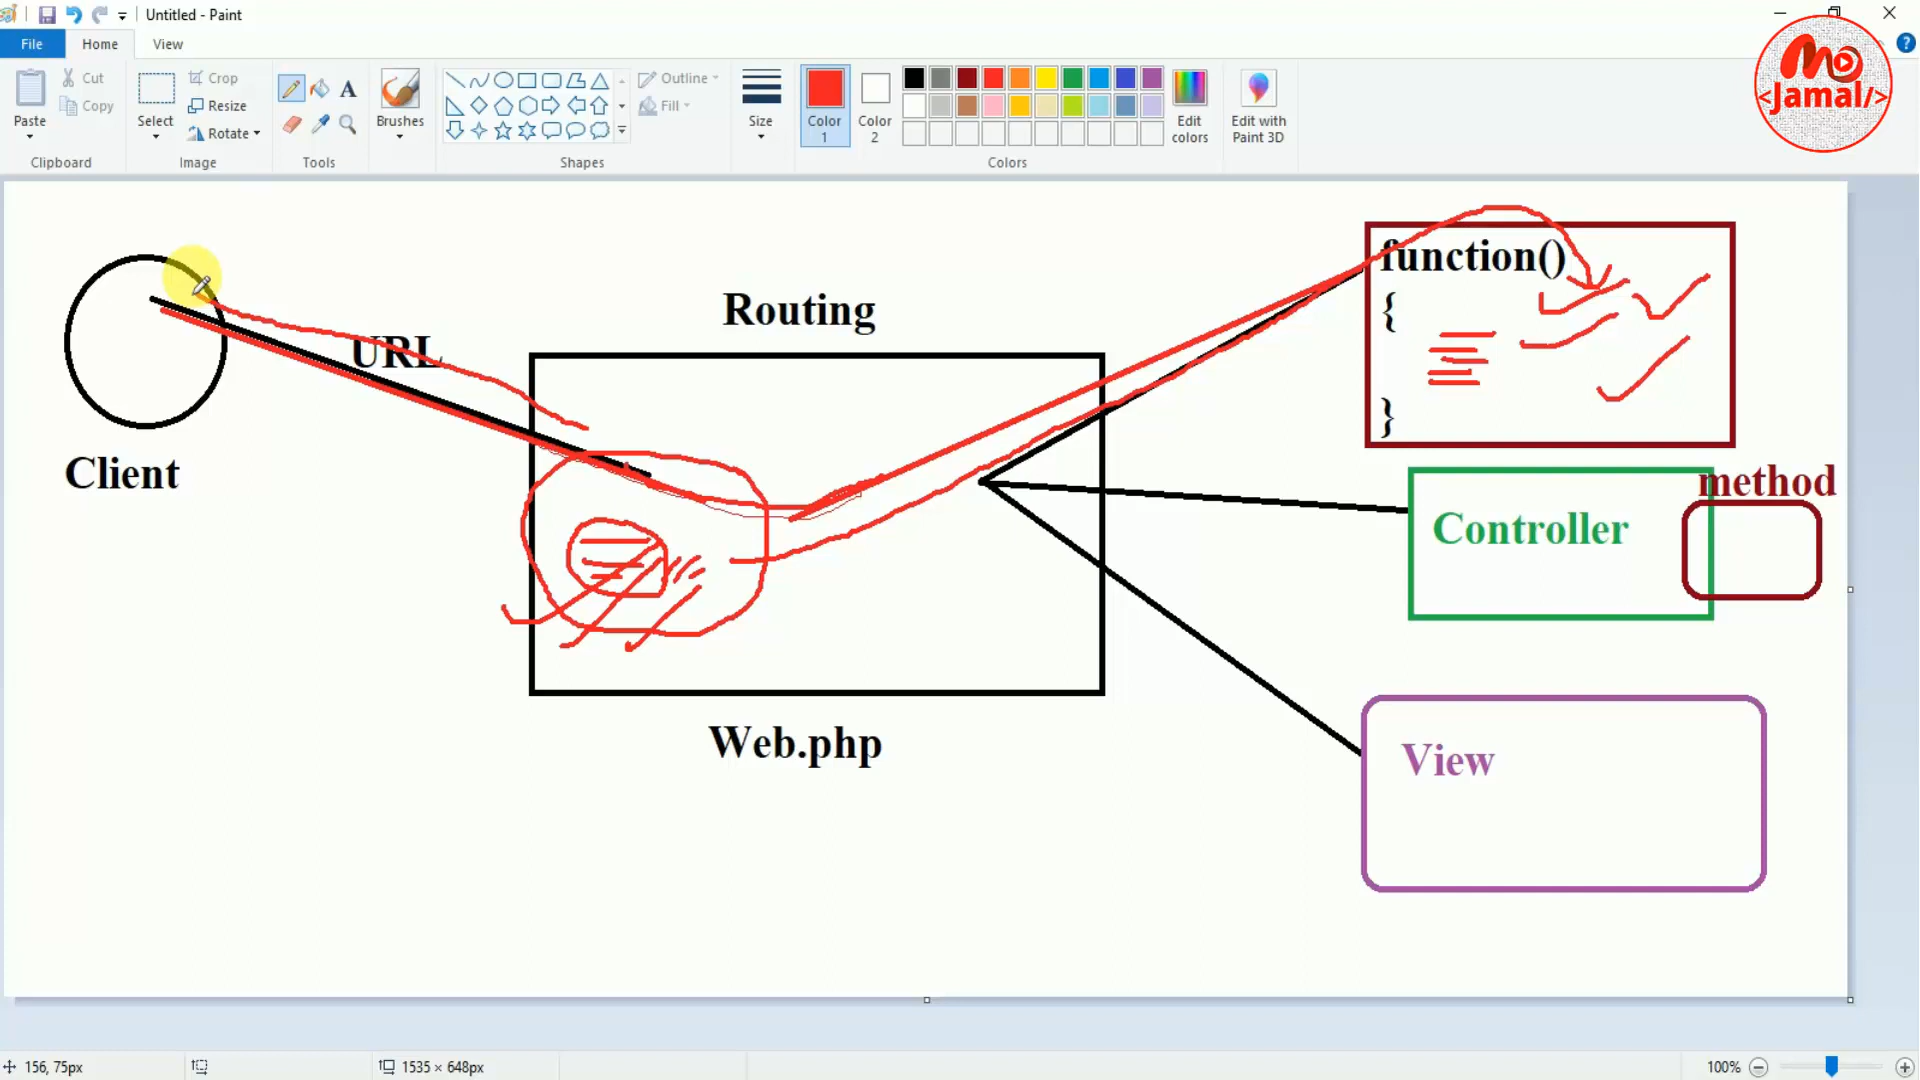 Untitled - Paint
File
Home
View
Paste
Cut
Copy
Clipboard
Select
Crop
Resize
Rotate
Image
A
Tools
Brushes
Outline
Fill
Shapes
Size
Color
1
Color
2
Edit
colors
Edit with
Paint 3D
Colors
?
Mo
<Jamal/>
Client
URL
Routing
Web.php
function()
{
}
Controller
method
View
156, 75px
1535 × 648px
100%